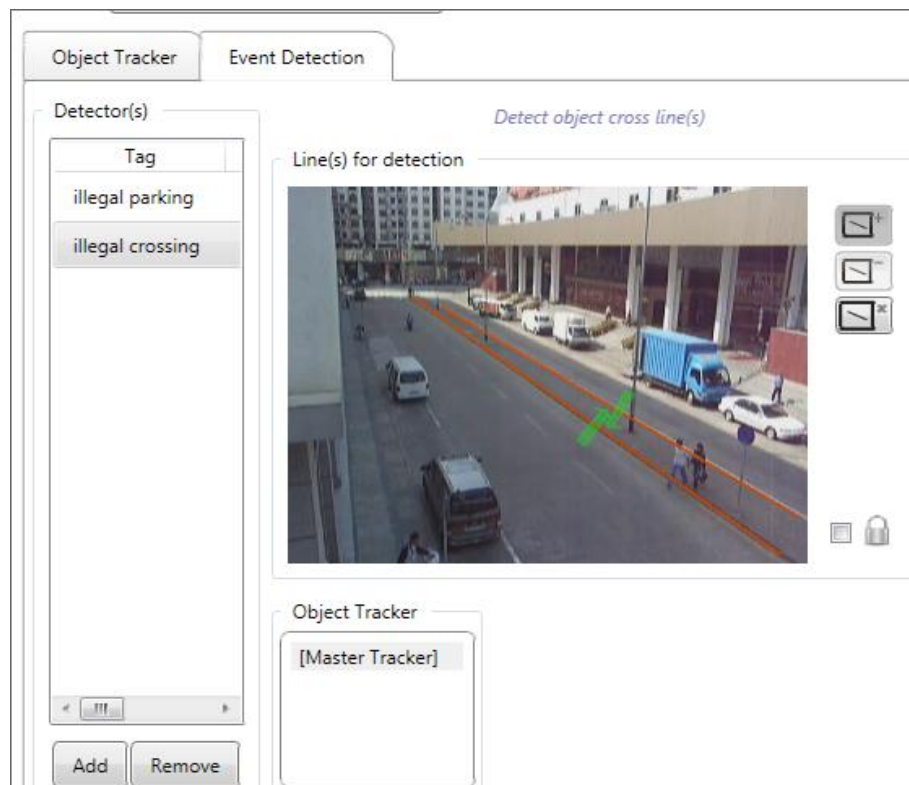 Object Tracker
Event Detection
Detector(s)
Detect object cross line(s)
Tag
Line(s) for detection
illegal parking
illegal crossing
Object Tracker
[Master Tracker]
Add
Remove